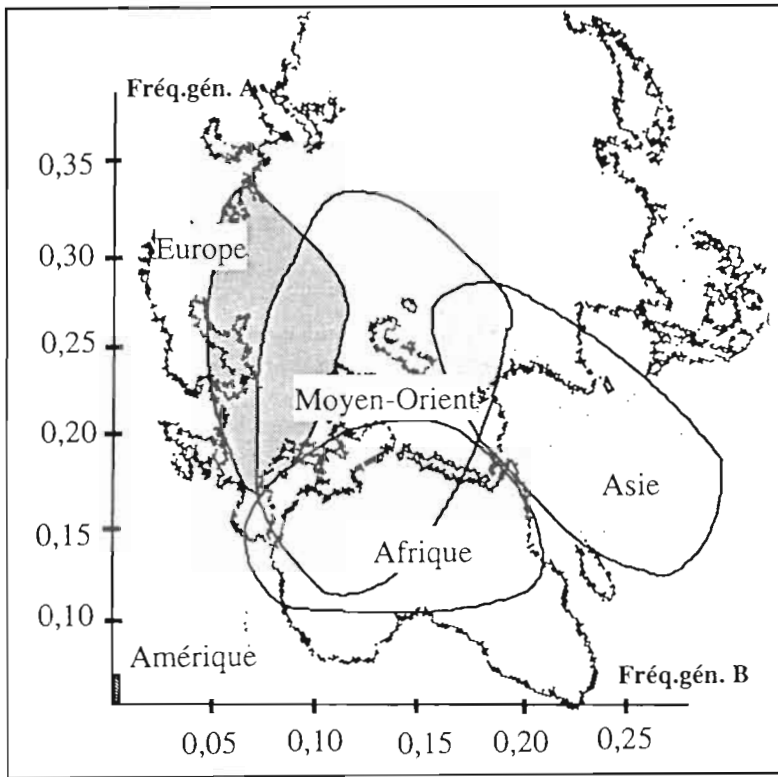 Fréq.gén. A
0,35
Europe
0,30
0,25
Moyen-Orient
0,20
Asie
0,15
Afrique
0,10
Amérique
Fréq.gén. B
0,05 0,10 0,15 0,20 0,25